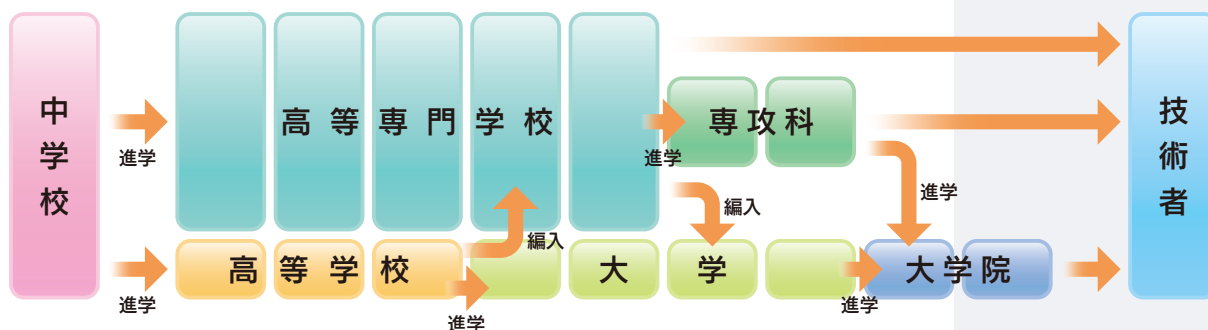 中学校
進学
進学
高等専門学校
進学
専攻科
編入
進学
編入
高等学校
進学
大学
進学
大学院
技術者